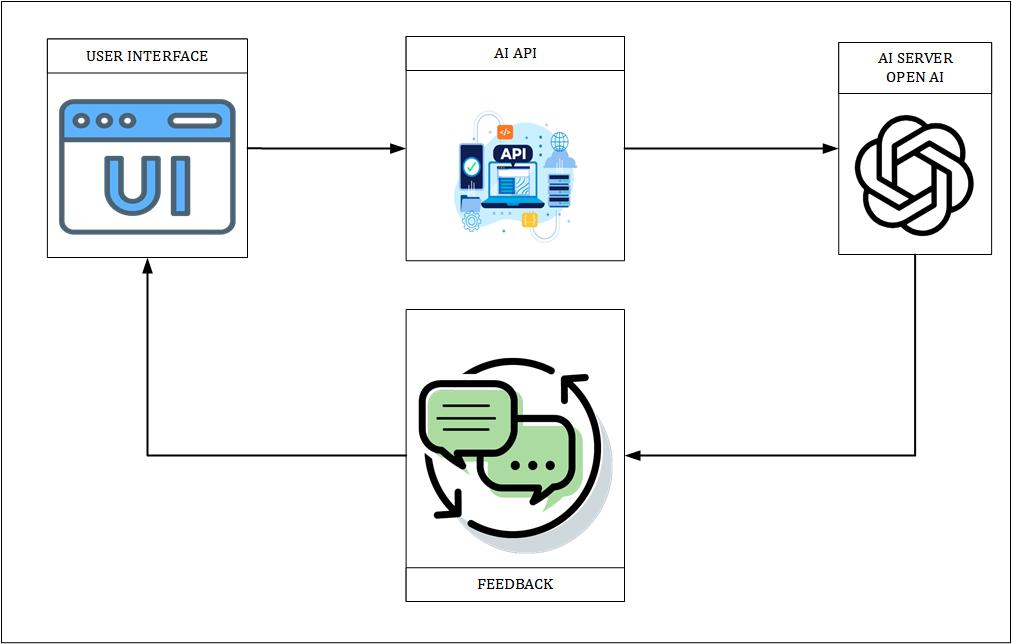 USER INTERFACE
AI API
AI SERVER
OPEN AI
UI
</>
API
{..}
FEEDBACK